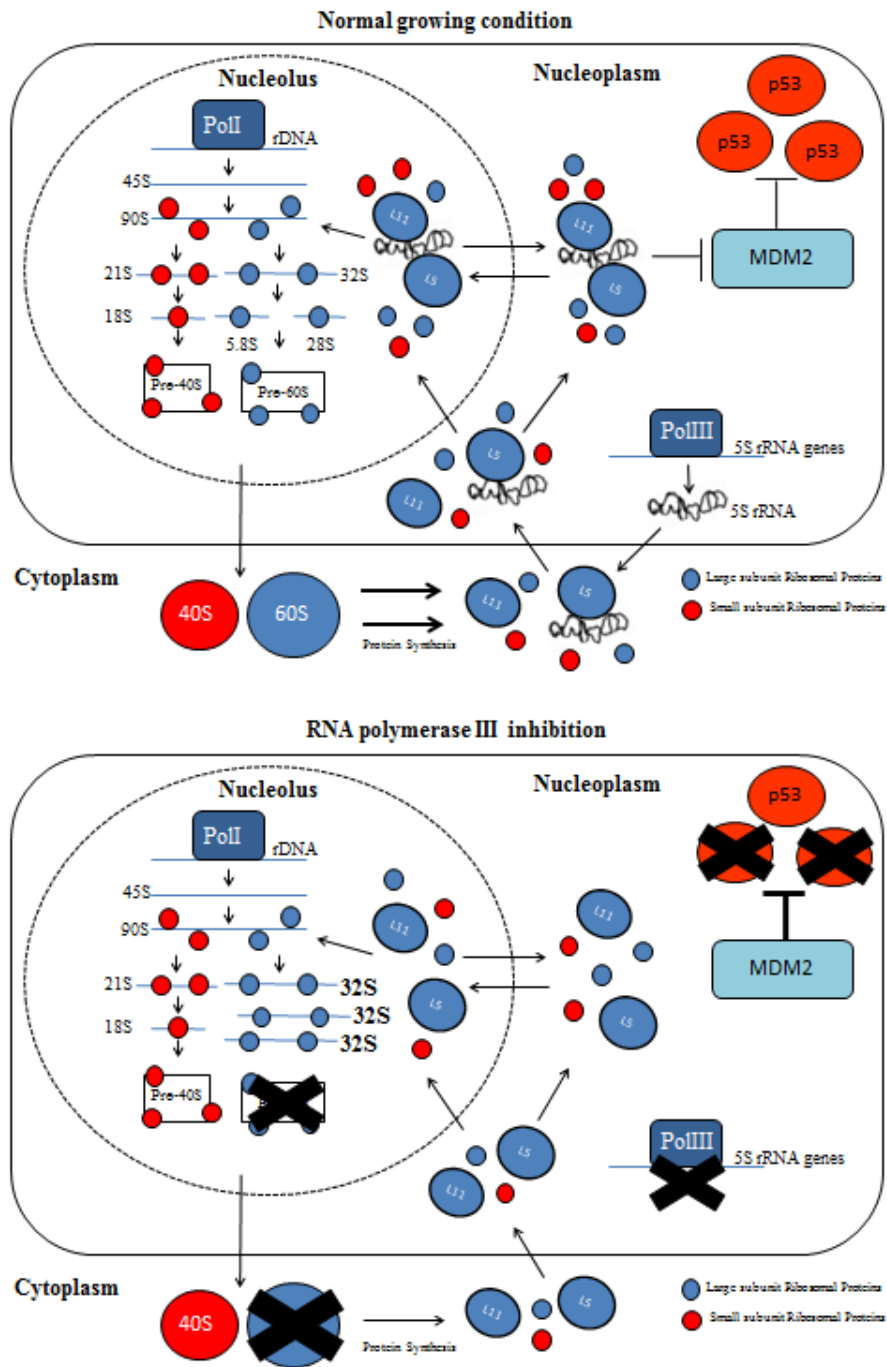 Normal growing condition
Nucleolus
Nucleoplasm
PolI
rDNA
45S
90S
21S
32S
18S
5.8S
28S
Pre-40S
Pre-60S
L11
L5
L11
L5
p53
p53
p53
MDM2
L5
L11
PolIII
5S rRNA genes
5S rRNA
Cytoplasm
40S
60S
Protein Synthesis
L11
L5
Large subunit Ribosomal Proteins
Small subunit Ribosomal Proteins
RNA polymerase III inhibition
Nucleolus
Nucleoplasm
PolI
rDNA
45S
90S
21S
32S
32S
32S
18S
Pre-40S
L11
L5
L11
L5
p53
MDM2
L5
L11
PolIII
5S rRNA genes
Cytoplasm
40S
Protein Synthesis
L11
L5
Large subunit Ribosomal Proteins
Small subunit Ribosomal Proteins